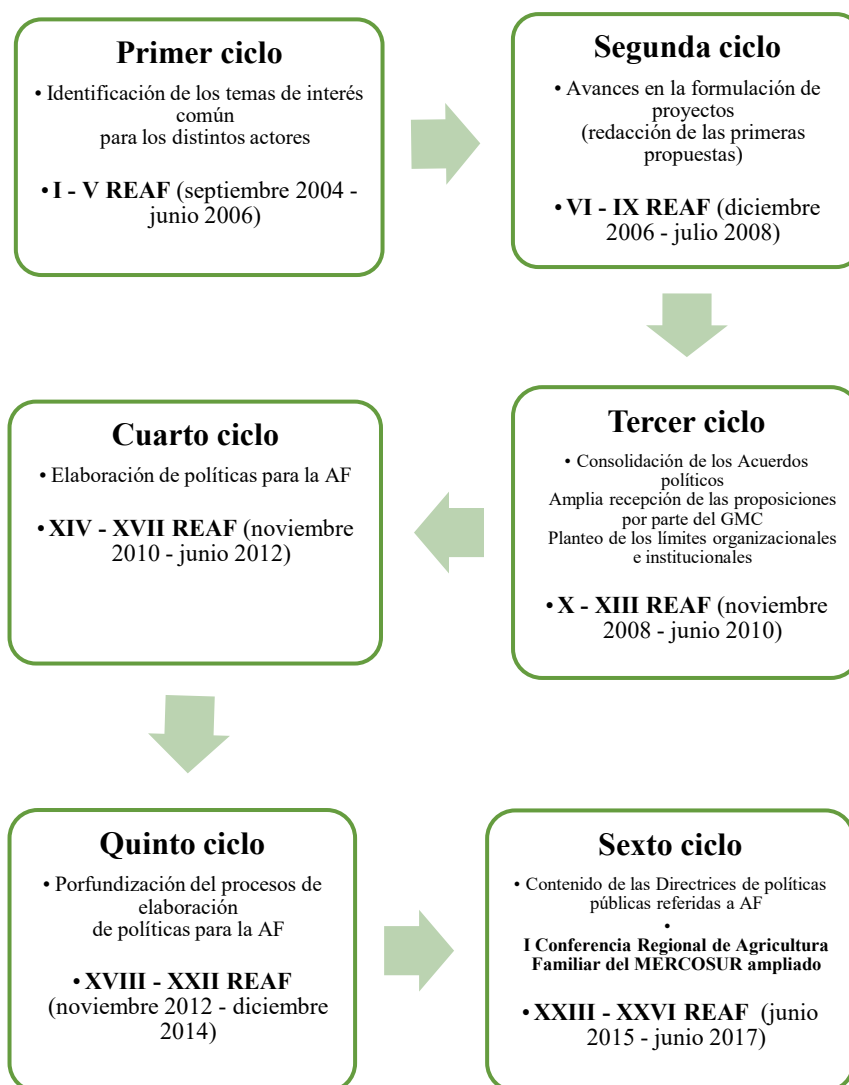 Primer ciclo
• Identificación de los temas de interés
común
para los distintos actores
• I - V REAF (septiembre 2004 -
junio 2006)
Segunda ciclo
• Avances en la formulación de
proyectos
(redacción de las primeras
propuestas)
• VI - IX REAF (diciembre
2006 - julio 2008)
Tercer ciclo
• Consolidación de los Acuerdos
políticos
Amplia recepción de las proposiciones
por parte del GMC
Planteo de los límites organizacionales
e institucionales
• X - XIII REAF (noviembre
2008 - junio 2010)
Cuarto ciclo
• Elaboración de políticas para la AF
• XIV - XVII REAF (noviembre
2010 - junio 2012)
Quinto ciclo
• Porfundización del procesos de
elaboración
de políticas para la AF
• XVIII - XXII REAF
(noviembre 2012 - diciembre
2014)
Sexto ciclo
• Contenido de las Directrices de políticas
públicas referidas a AF
•
I Conferencia Regional de Agricultura
Familiar del MERCOSUR ampliado
• XXIII - XXVI REAF (junio
2015 - junio 2017)